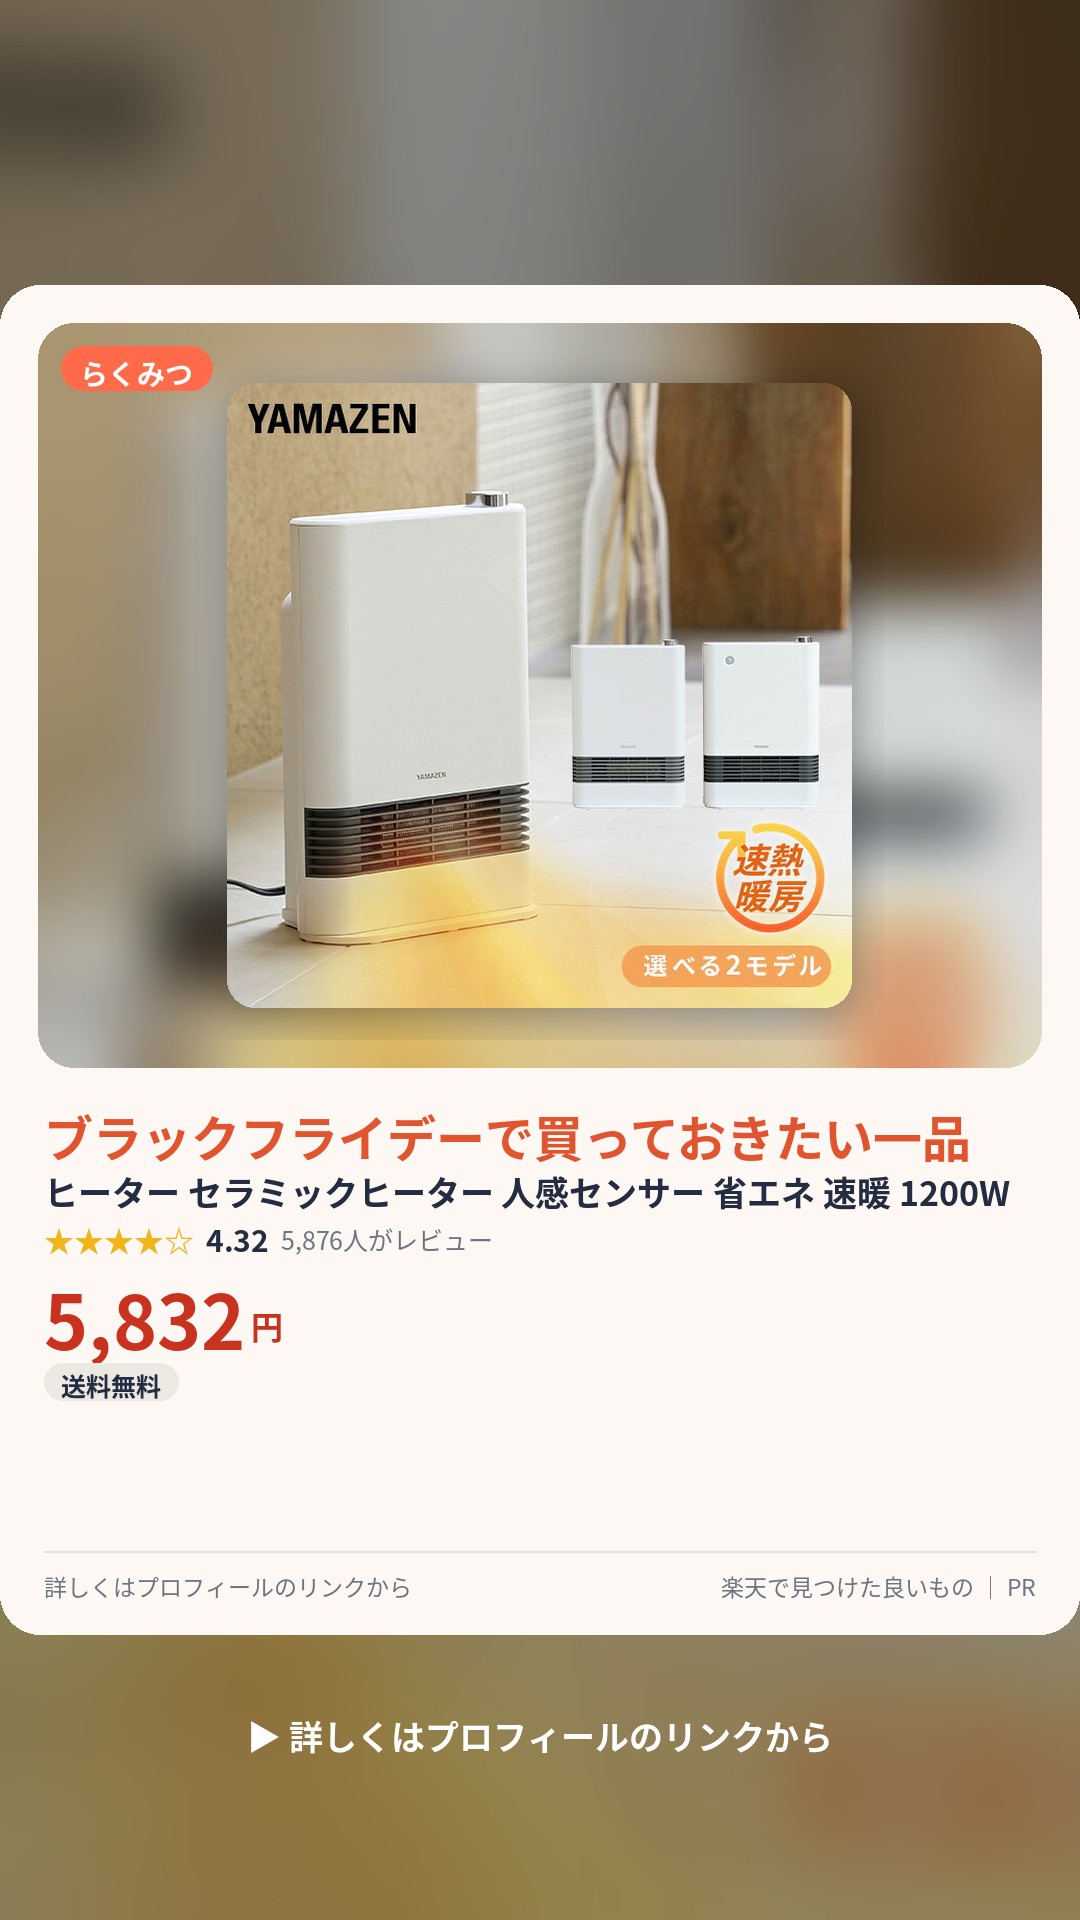 らくみつ
YAMAZEN
YAMAZEN
速熱
暖房
選べる2モデル
ブラックフライデーで買っておきたい一品
ヒーター セラミックヒーター 人感センサー 省エネ 速暖 1200W
★★★★☆ 4.32 5,876人がレビュー
5,832円
送料無料
詳しくはプロフィールのリンクから
楽天で見つけた良いもの｜PR
▶ 詳しくはプロフィールのリンクから